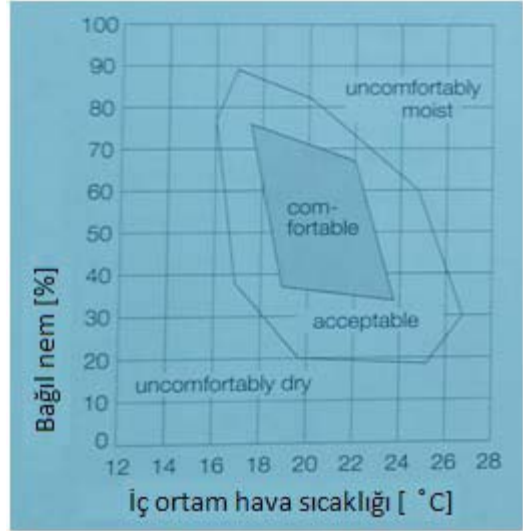 100
90
80
70
60
50
40
30
20
10
0
uncomfortably
moist
com-
fortable
acceptable
uncomfortably dry
Bağıl nem [%]
12 14 16 18 20 22 24 26 28
İç ortam hava sıcaklığı [ ˚C]